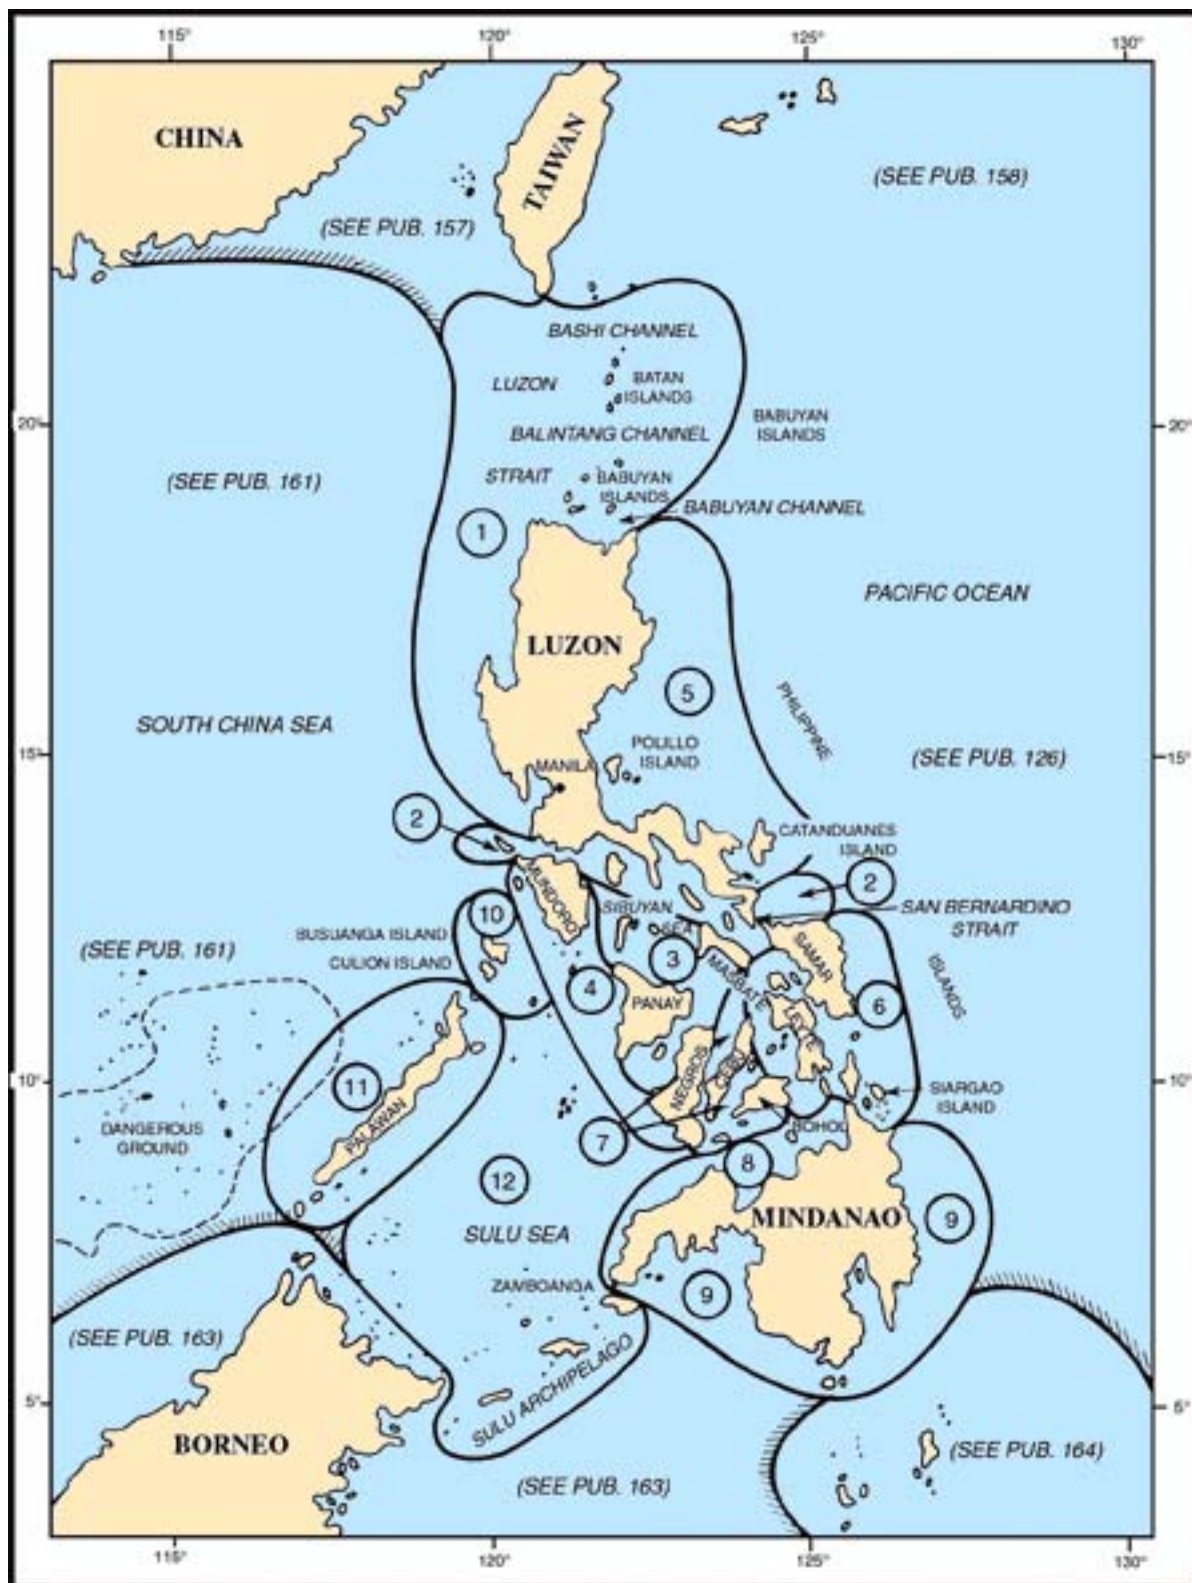 115°
120°
125°
130°
CHINA
TAIWAN
(SEE PUB. 158)
(SEE PUB. 157)
BASHI CHANNEL
LUZON
BATAN
ISLANDS
20°
BABUYAN
ISLANDS
20°
BALINTANG CHANNEL
(SEE PUB. 161)
STRAIT
BABUYAN
ISLANDS
BABUYAN CHANNEL
1
PACIFIC OCEAN
LUZON
5
PHILIPPINE
SOUTH CHINA SEA
POLILLO
ISLAND
15°
MANILA
(SEE PUB. 126)
15°
2
CATANDUANES
ISLAND
MUNDORO
2
10
SIBUYAN
SEA
SAN BERNARDINO
STRAIT
BUSUANGA ISLAND
CULION ISLAND
(SEE PUB. 161)
3
MASBATE
SAMAR
ISLANDS
4
PANAY
6
10°
11
NEGROS
CEBU
10°
SIARGAO
ISLAND
DANGEROUS
GROUND
PALAWAN
7
BOHOL
8
12
MINDANAO
9
SULU SEA
ZAMBOANGA
9
(SEE PUB. 163)
SULU ARCHIPELAGO
5°
5°
BORNEO
(SEE PUB. 164)
(SEE PUB. 163)
115°
120°
125°
130°